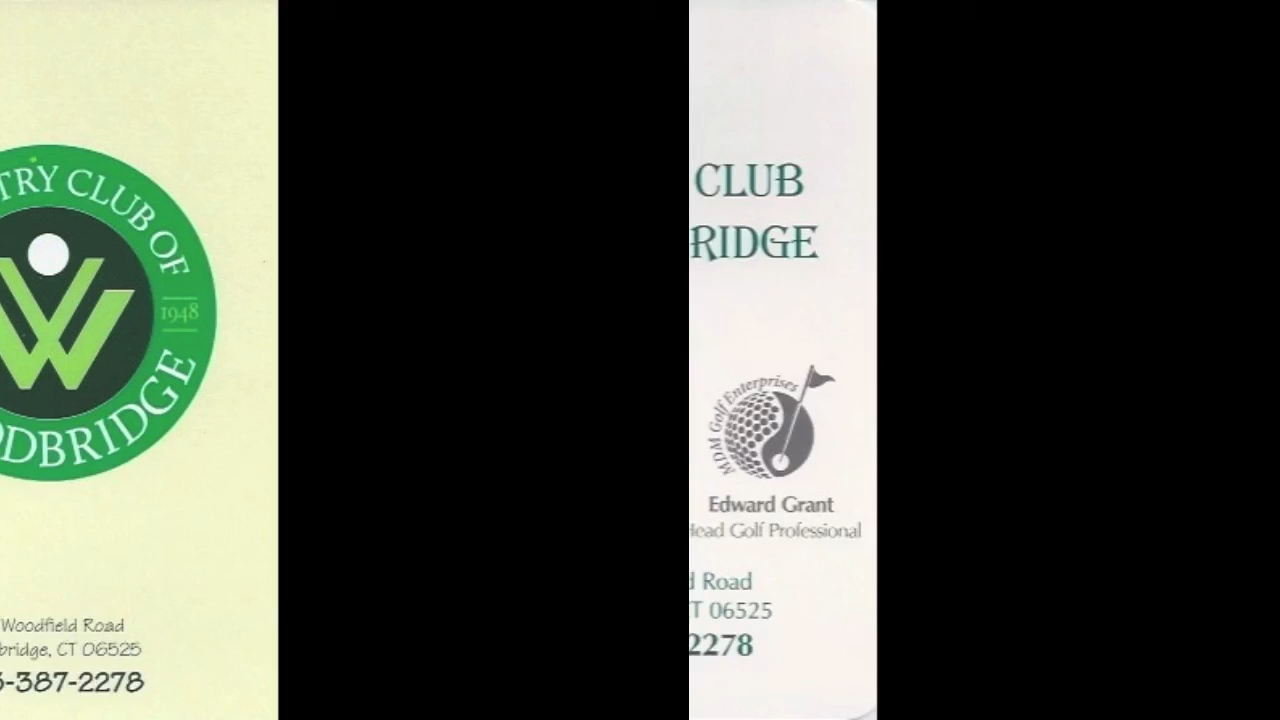 TRY CLUB OF
1948
ODBRIDGE
Woodfield Road
bridge, CT 06525
-387-2278
CLUB
RIDGE
MDM Golf Enterprises
Edward Grant
Head Golf Professional
d Road
T 06525
2278